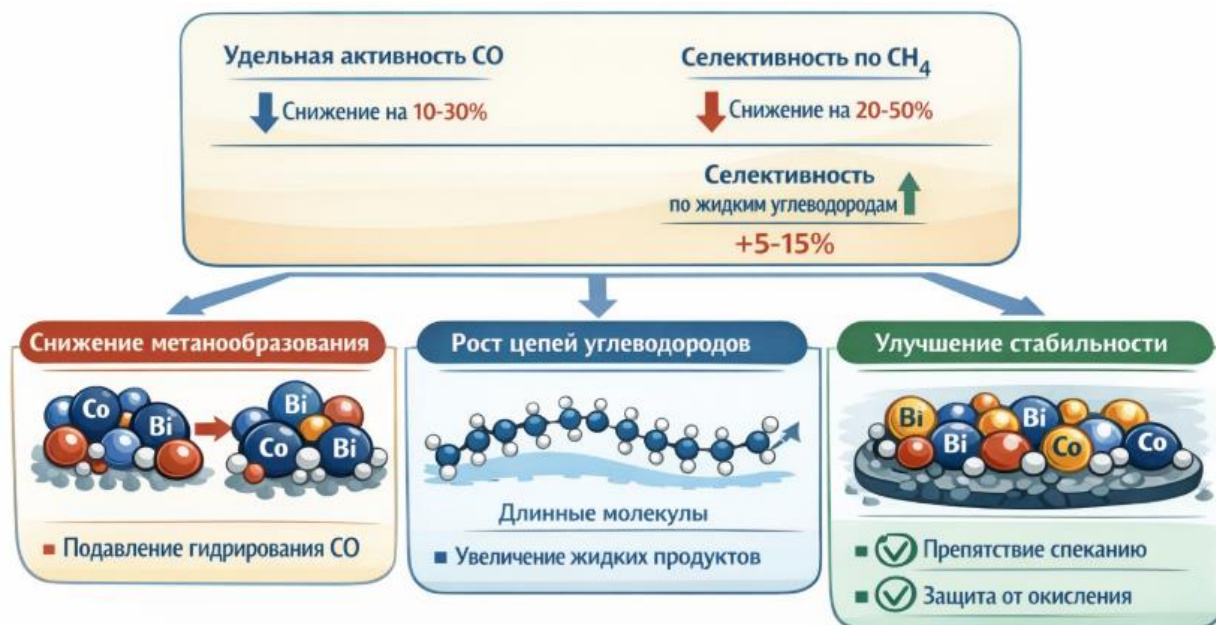 Удельная активность СО
Снижение на 10-30%
Селективность по CH₄
Снижение на 20-50%
Селективность
по жидким углеводородам
+5-15%
Снижение метанообразования
Co
Bi
Bi
Co
Bi
Подавление гидрирования СО
Рост цепей углеводородов
Длинные молекулы
Увеличение жидких продуктов
Улучшение стабильности
Bi
Bi
Bi
Co
Co
Препятствие спеканию
Защита от окисления